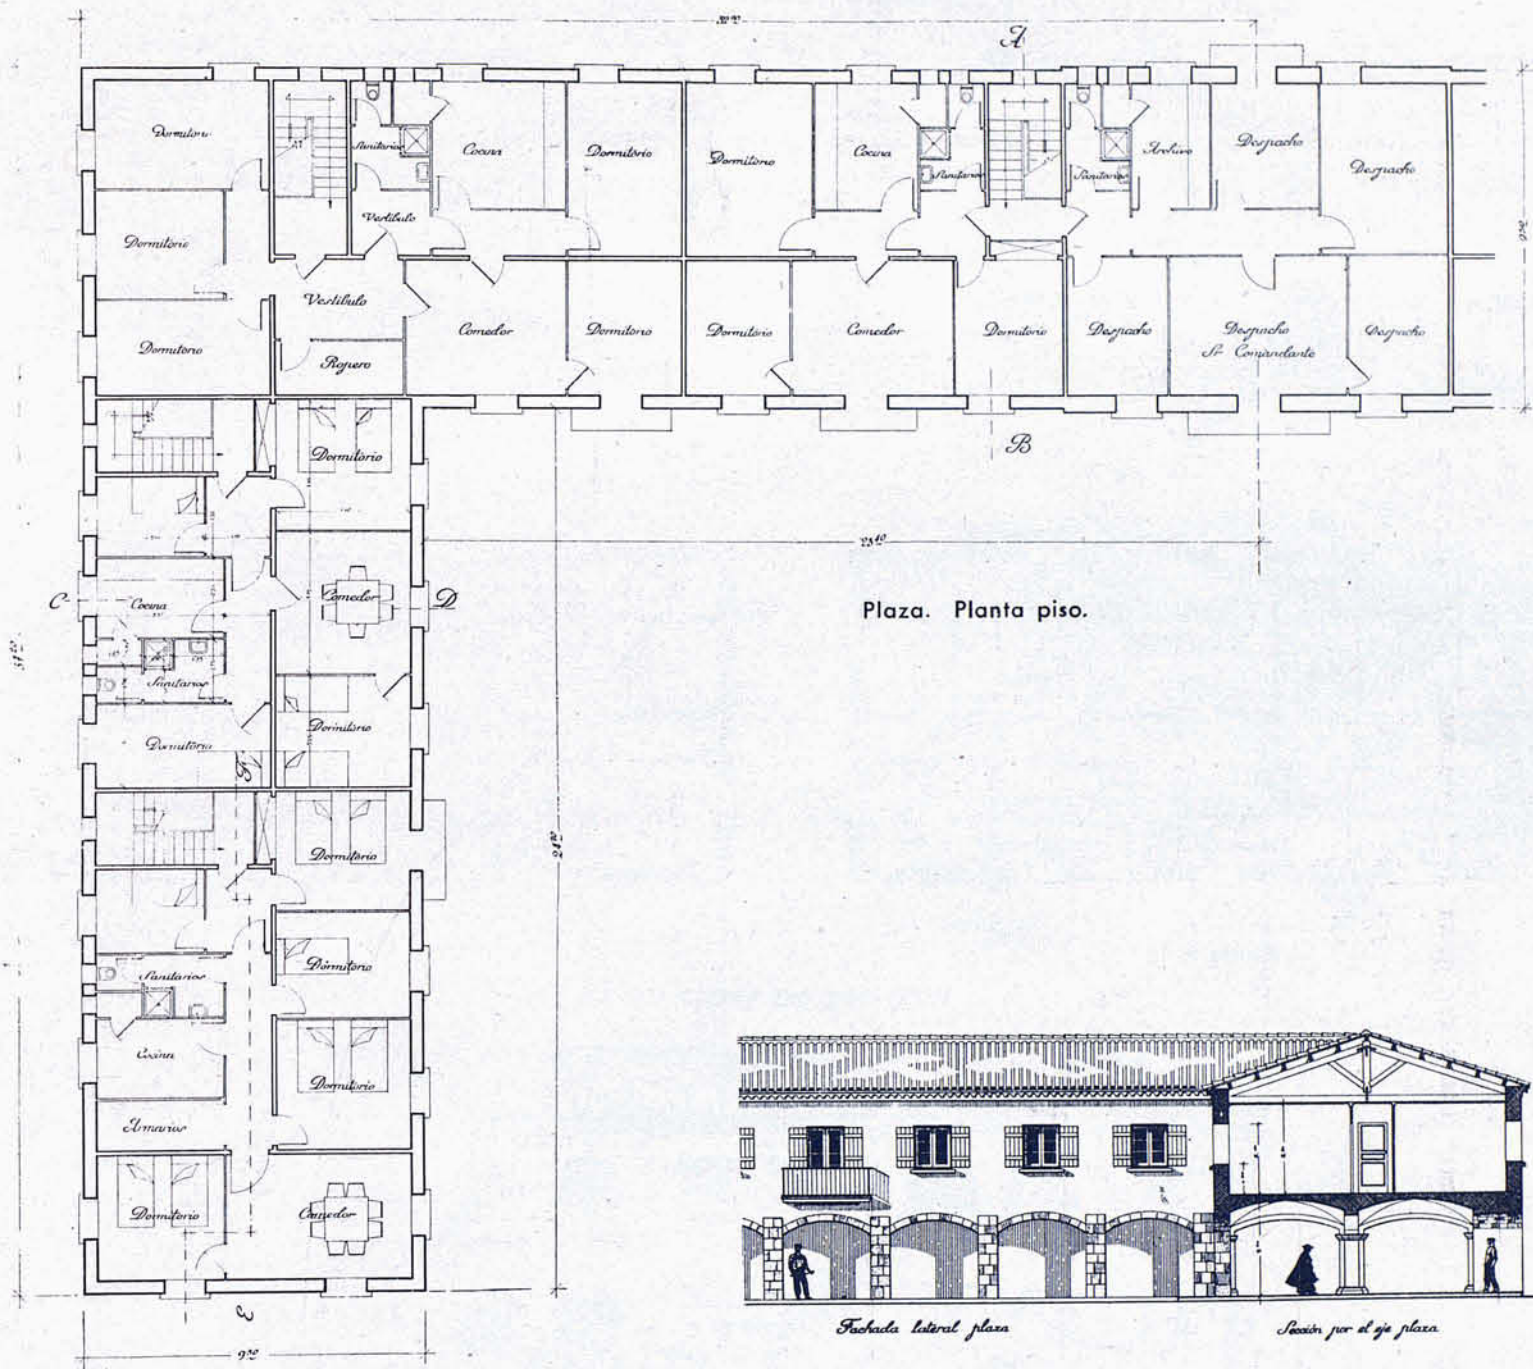 A
Dormitorio
Sanitarios
Cocina
Dormitorio
Dormitorio
Cocina
Sanitarios
Sanitarios
Archivo
Despacho
Despacho
Vestíbulo
Dormitorio
Vestíbulo
Comedor
Dormitorio
Dormitorio
Comedor
Dormitorio
Despacho
Despacho
Sr Comandante
Despacho
Dormitorio
Ropero
B
Dormitorio
C
Cocina
Comedor
D
Sanitarios
Dormitorio
Dormitorio
F
Plaza. Planta piso.
Dormitorio
Sanitarios
Dormitorio
Cocina
Dormitorio
Armarios
Dormitorio
Comedor
E
9⁰⁰
Fachada lateral plaza
Sección por el eje plaza